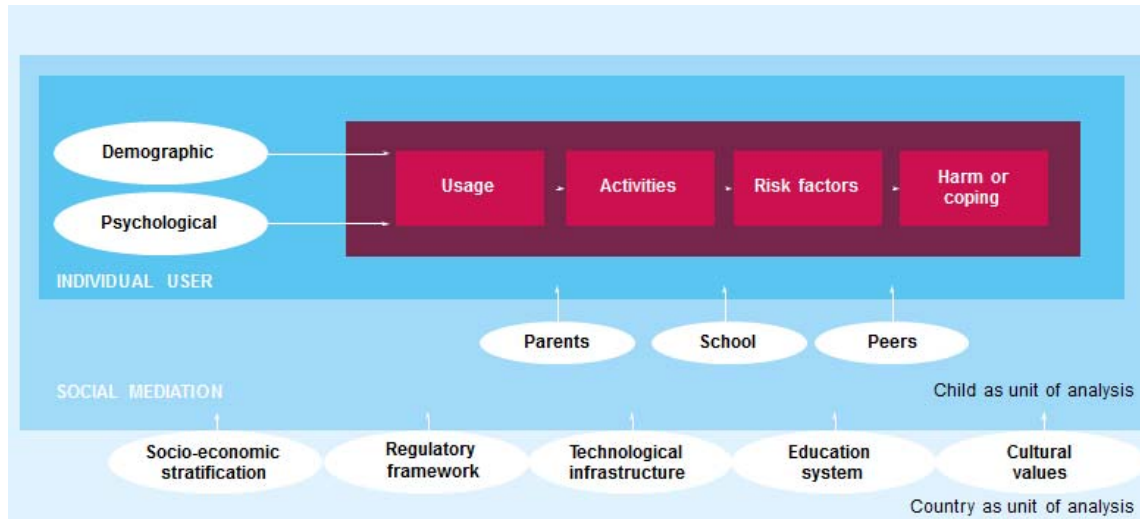 Demographic
Usage
Activities
Risk factors
Harm or
coping
Psychological
INDIVIDUAL USER
Parents
School
Peers
SOCIAL MEDIATION
Child as unit of analysis
Socio-economic
stratification
Regulatory
framework
Technological
infrastructure
Education
system
Cultural
values
Country as unit of analysis